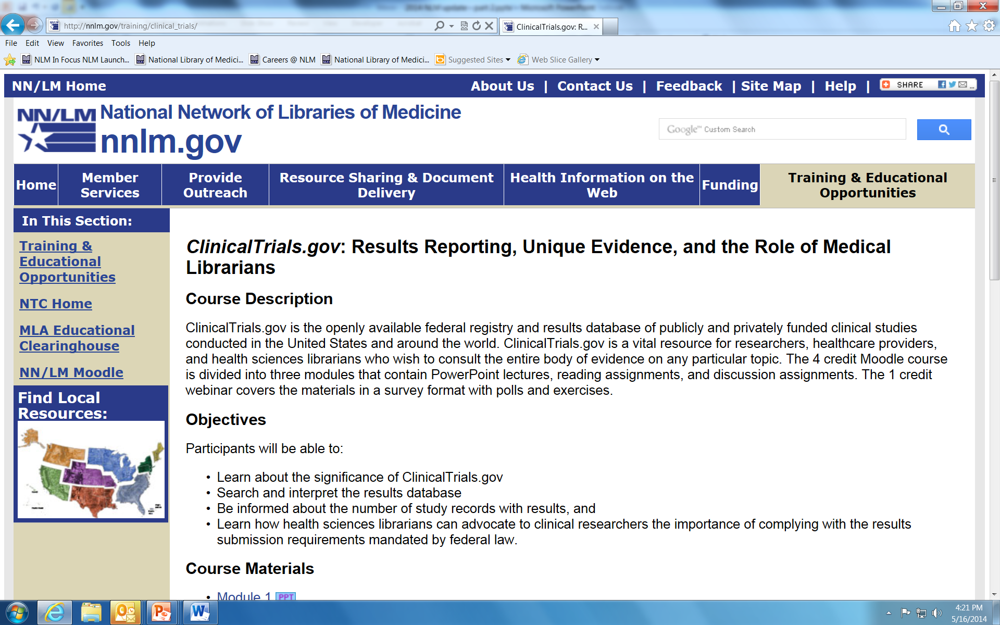 http://nnlm.gov/training/clinical_trials/
ClinicalTrials.gov: R...
File Edit View Favorites Tools Help
NLM In Focus NLM Launch... National Library of Medici... Careers @ NLM National Library of Medici... Suggested Sites Web Slice Gallery
NN/LM Home
About Us | Contact Us | Feedback | Site Map | Help | SHARE ...
NN/LM
National Network of Libraries of Medicine
nnlm.gov
Google™ Custom Search
Home
Member Services
Provide Outreach
Resource Sharing & Document Delivery
Health Information on the Web
Funding
Training & Educational Opportunities
In This Section:
Training &
Educational
Opportunities
NTC Home
MLA Educational
Clearinghouse
NN/LM Moodle
Find Local
Resources:
ClinicalTrials.gov: Results Reporting, Unique Evidence, and the Role of Medical
Librarians
Course Description
ClinicalTrials.gov is the openly available federal registry and results database of publicly and privately funded clinical studies
conducted in the United States and around the world. ClinicalTrials.gov is a vital resource for researchers, healthcare providers,
and health sciences librarians who wish to consult the entire body of evidence on any particular topic. The 4 credit Moodle course
is divided into three modules that contain PowerPoint lectures, reading assignments, and discussion assignments. The 1 credit
webinar covers the materials in a survey format with polls and exercises.
Objectives
Participants will be able to:
• Learn about the significance of ClinicalTrials.gov
• Search and interpret the results database
• Be informed about the number of study records with results, and
• Learn how health sciences librarians can advocate to clinical researchers the importance of complying with the results
submission requirements mandated by federal law.
Course Materials
• Module 1 PPT
4:21 PM
5/16/2014